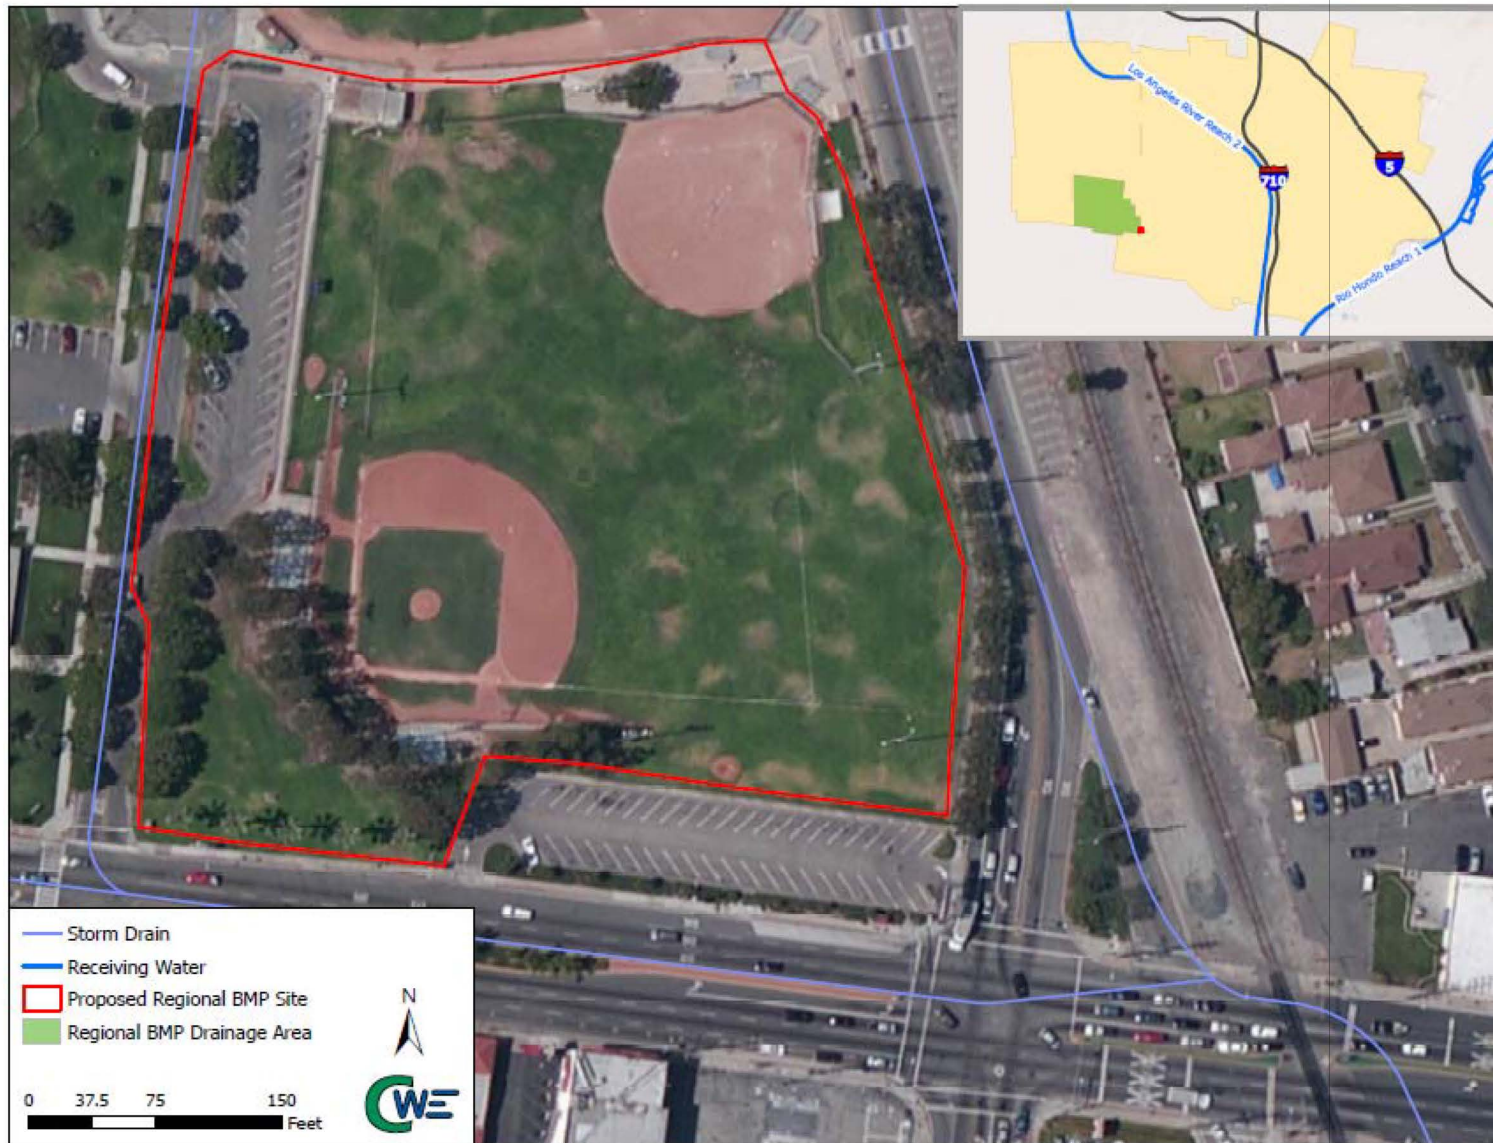 Los Angeles River Reach 2
5
710
Rio Hondo Reach 1
Storm Drain
Receiving Water
Proposed Regional BMP Site
Regional BMP Drainage Area
N
0 37.5 75 150
Feet
CWE